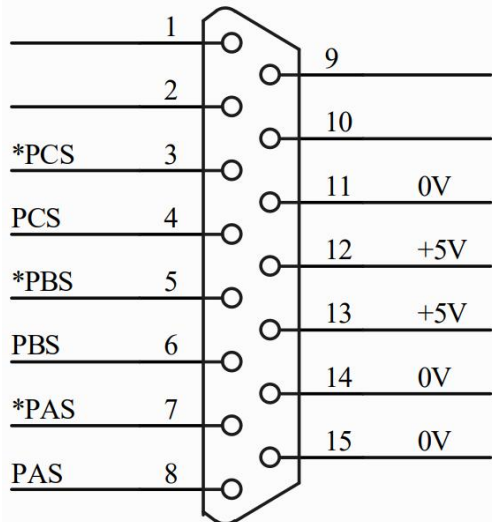 1
9
2
10
*PCS 3
11 0V
PCS 4
12 +5V
*PBS 5
13 +5V
PBS 6
14 0V
*PAS 7
15 0V
PAS 8